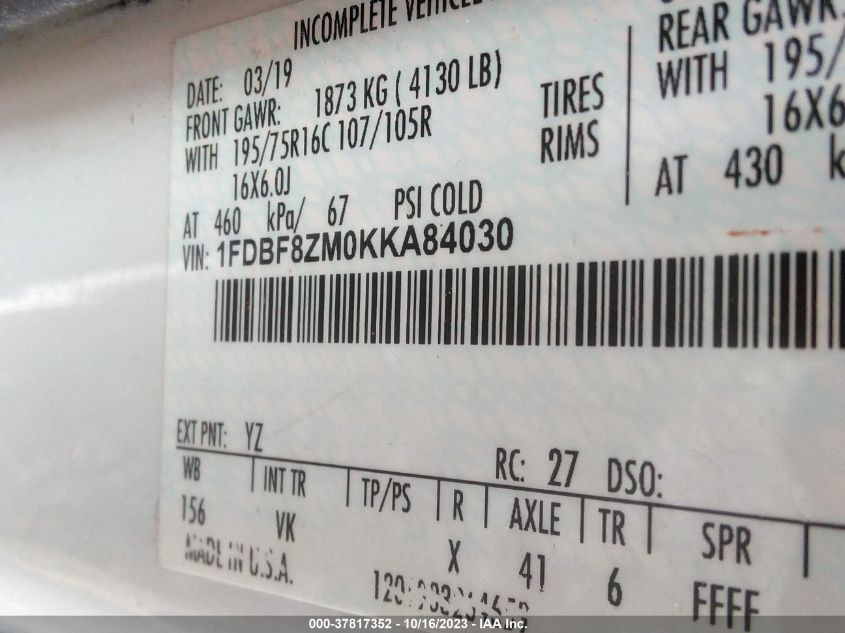 INCOMPLETE VEHICLE
DATE: 03/19
FRONT GAWR: 1873 KG ( 4130 LB)
WITH 195/75R16C 107/105R TIRES
16X6.0J RIMS
AT 460 kPa/ 67 PSI COLD
REAR GAWR
WITH 195/
16X6
AT 430 k
VIN: 1FDBF8ZM0KKA84030
EXT PNT: YZ RC: 27 DSO:
WB INT TR TP/PS R AXLE TR SPR
156 VK X 41 6 FFFF
MADE IN U.S.A.
000-37817352 - 10/16/2023 - IAA Inc.